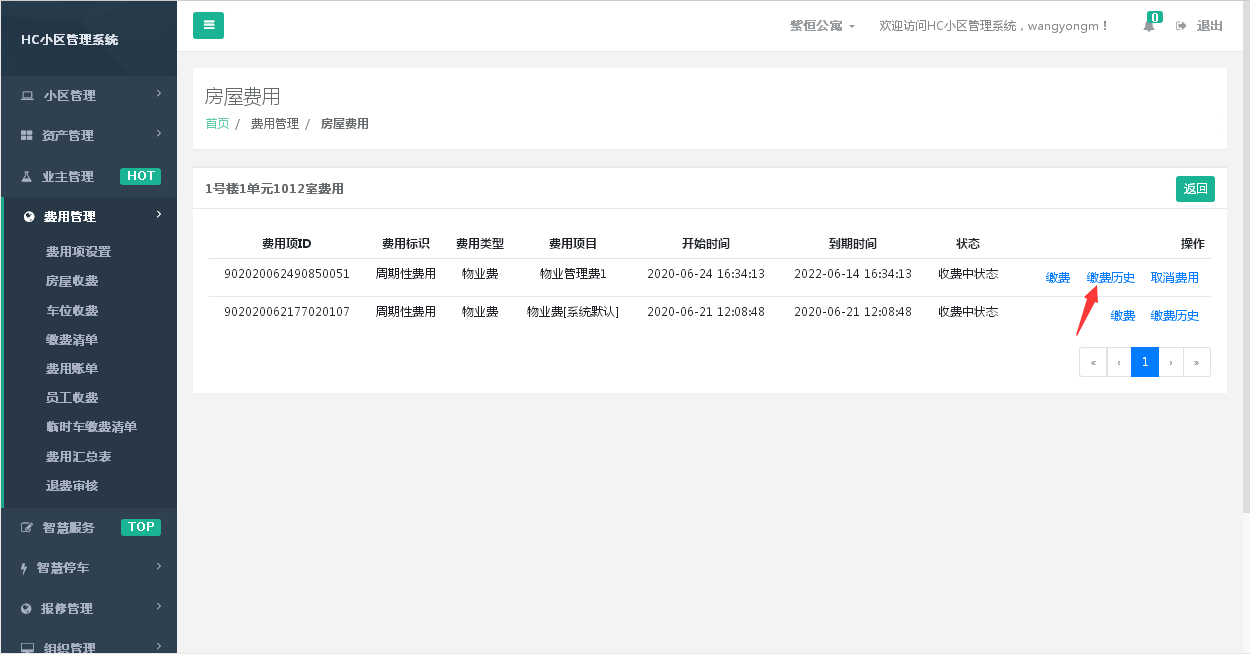 HC小区管理系统
紫恒公寓
欢迎访问HC小区管理系统，wangyongm！
0
退出
小区管理
资产管理
业主管理 HOT
费用管理
费用项设置
房屋收费
车位收费
缴费清单
费用账单
员工收费
临时车缴费清单
费用汇总表
退费审核
智慧服务 TOP
智慧停车
报修管理
组织管理
房屋费用
首页 / 费用管理 / 房屋费用
1号楼1单元1012室费用 返回
费用项ID 费用标识 费用类型 费用项目 开始时间 到期时间 状态 操作
902020062490850051 周期性费用 物业费 物业管理费1 2020-06-24 16:34:13 2022-06-14 16:34:13 收费中状态 缴费 缴费历史 取消费用
902020062177020107 周期性费用 物业费 物业费[系统默认] 2020-06-21 12:08:48 2020-06-21 12:08:48 收费中状态 缴费 缴费历史
« ‹ 1 › »